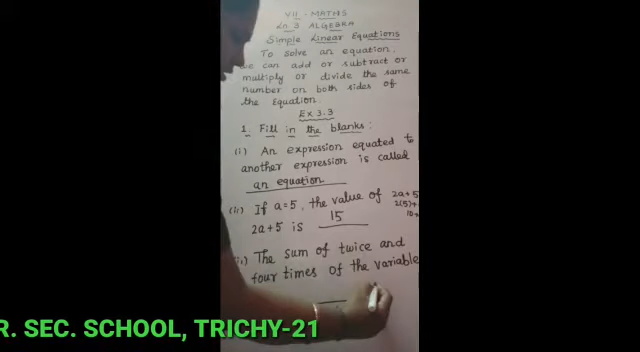 VII - MATHS
Ln 3 ALGEBRA
Simple Linear Equations
To solve an equation,
we can add or subtract or
multiply or divide the same
number on both sides of
the Equation
Ex 3.3
1. Fill in the blanks:
(i) An expression equated to
another expression is called
an equation
(ii) If a=5, the value of 2a+5
2a+5 is 15
2(5)+
10+
The sum of twice and
four times of the variable
R. SEC. SCHOOL, TRICHY-21